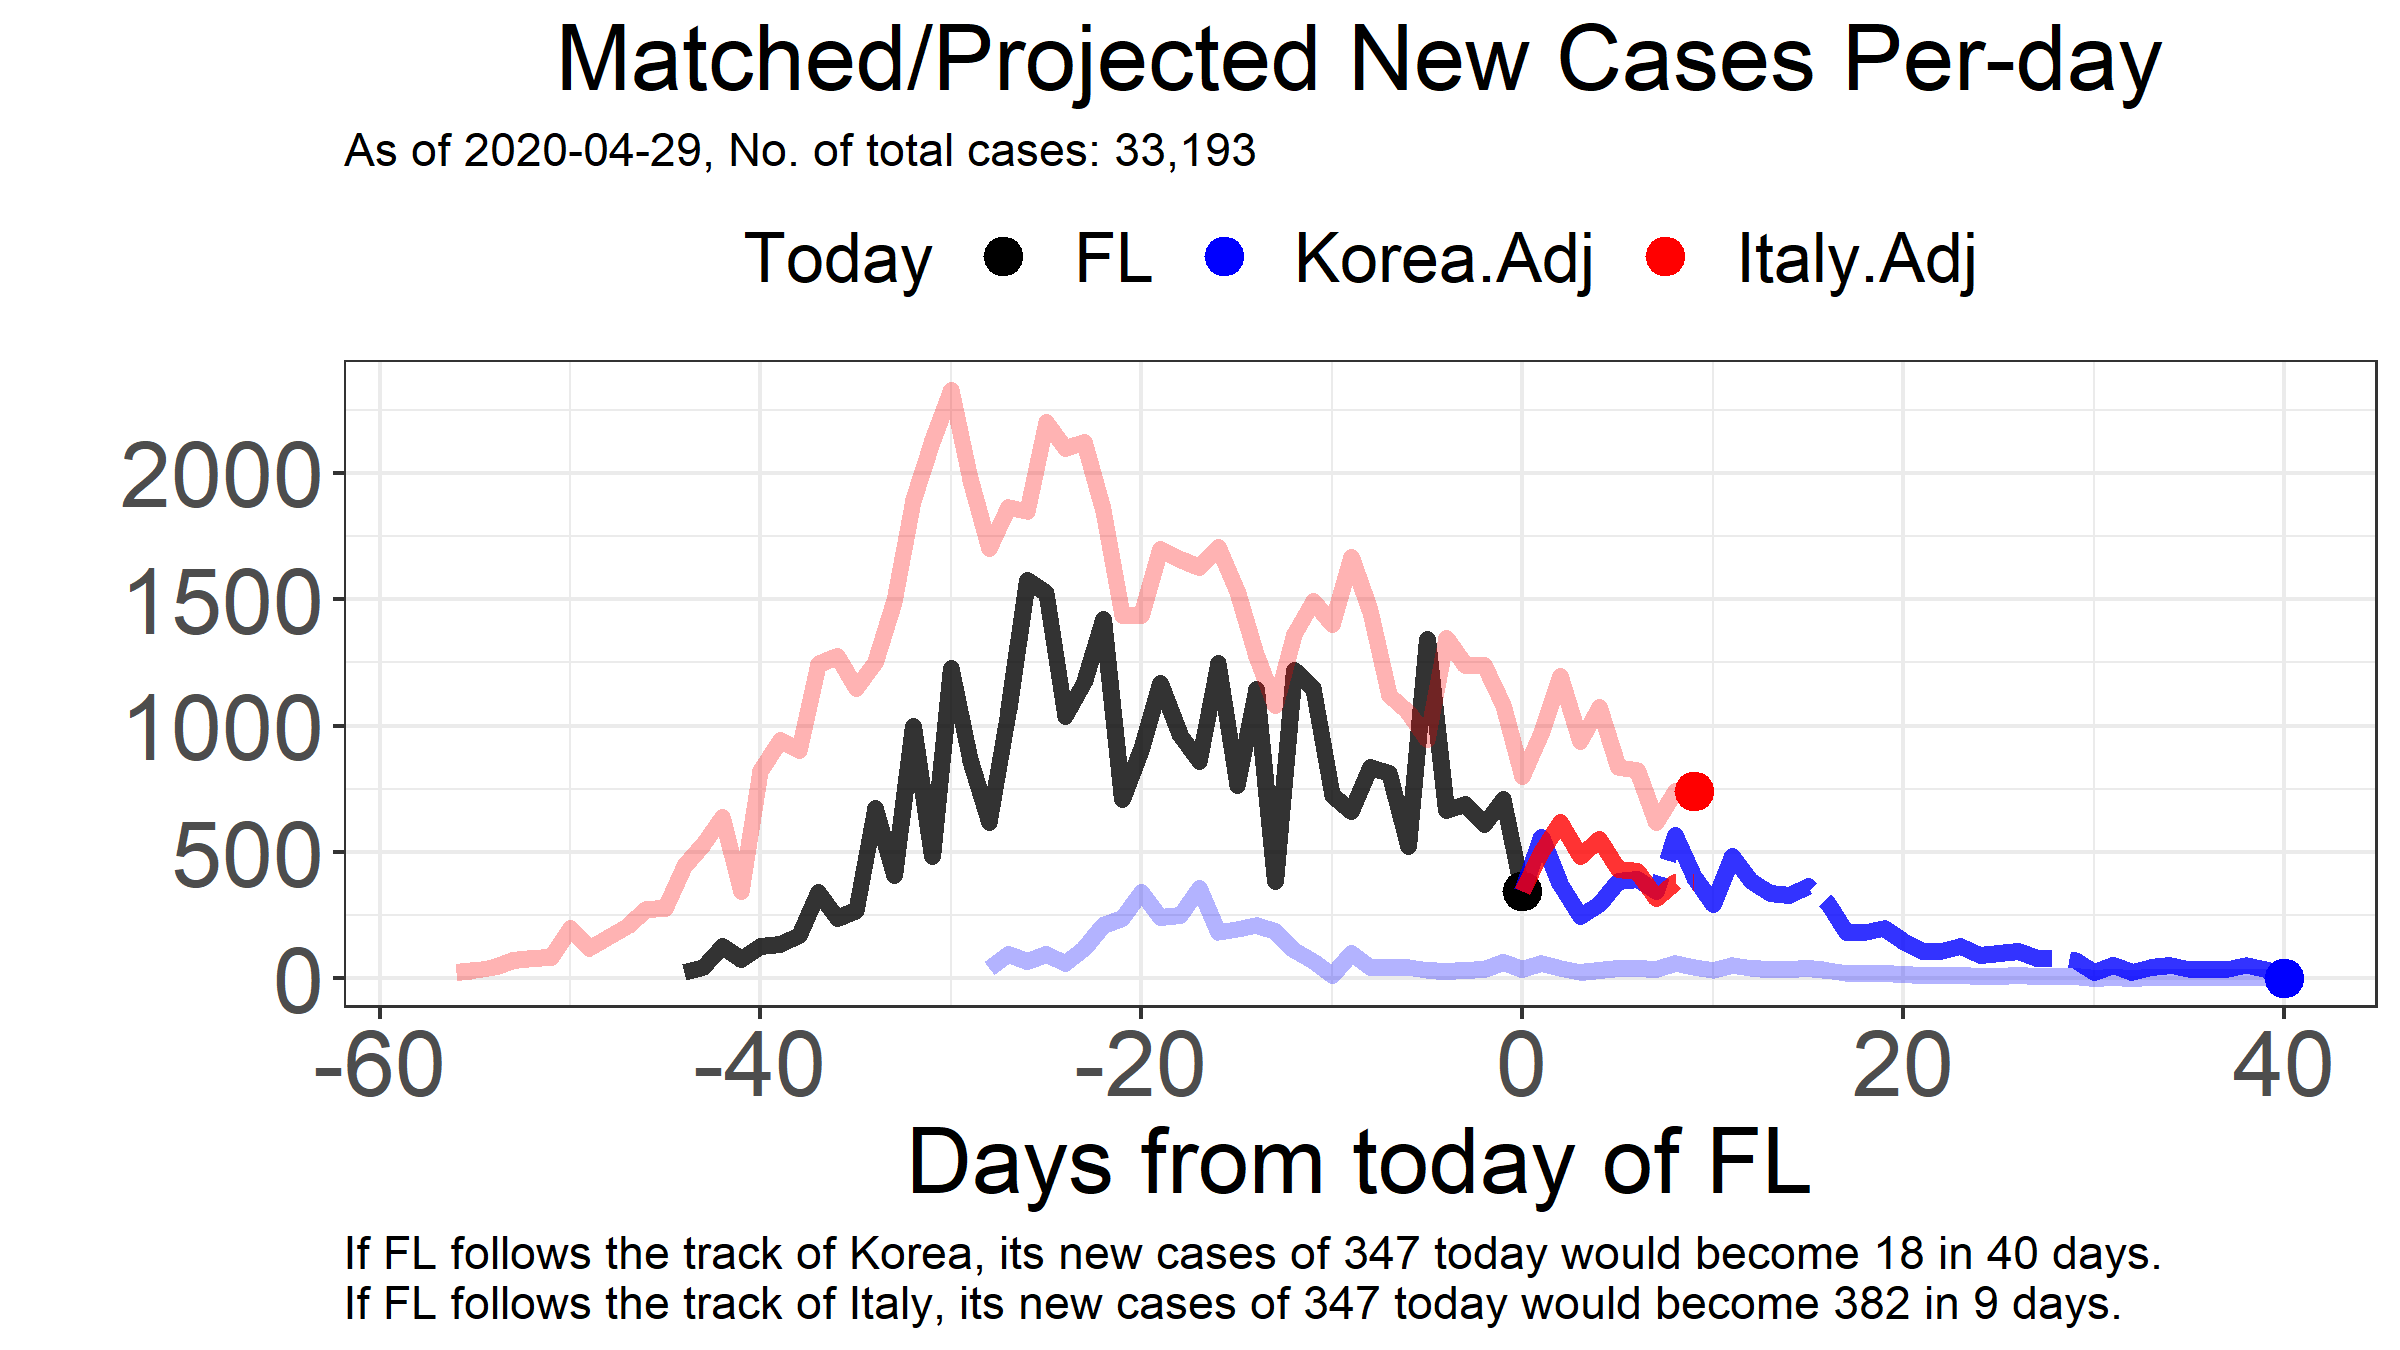 Matched/Projected New Cases Per-day
As of 2020-04-29, No. of total cases: 33,193
Today FL Korea.Adj Italy.Adj
2000
1500
1000
500
0
-60 -40 -20 0 20 40
Days from today of FL
If FL follows the track of Korea, its new cases of 347 today would become 18 in 40 days.
If FL follows the track of Italy, its new cases of 347 today would become 382 in 9 days.